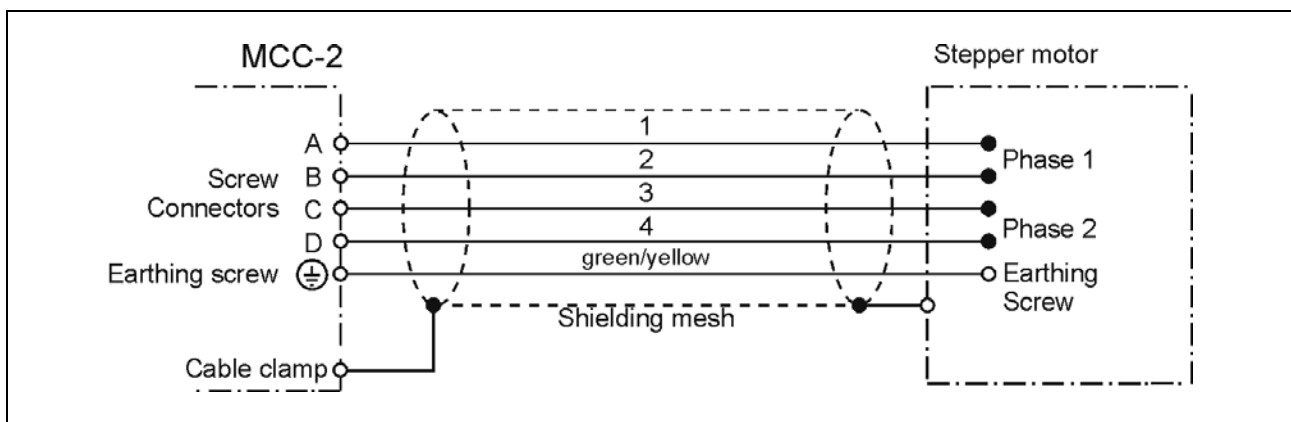 MCC-2
Stepper motor
A
1
Phase 1
B
2
Screw
Connectors
C
3
Phase 2
D
4
Earthing screw
green/yellow
Earthing
Screw
Shielding mesh
Cable clamp